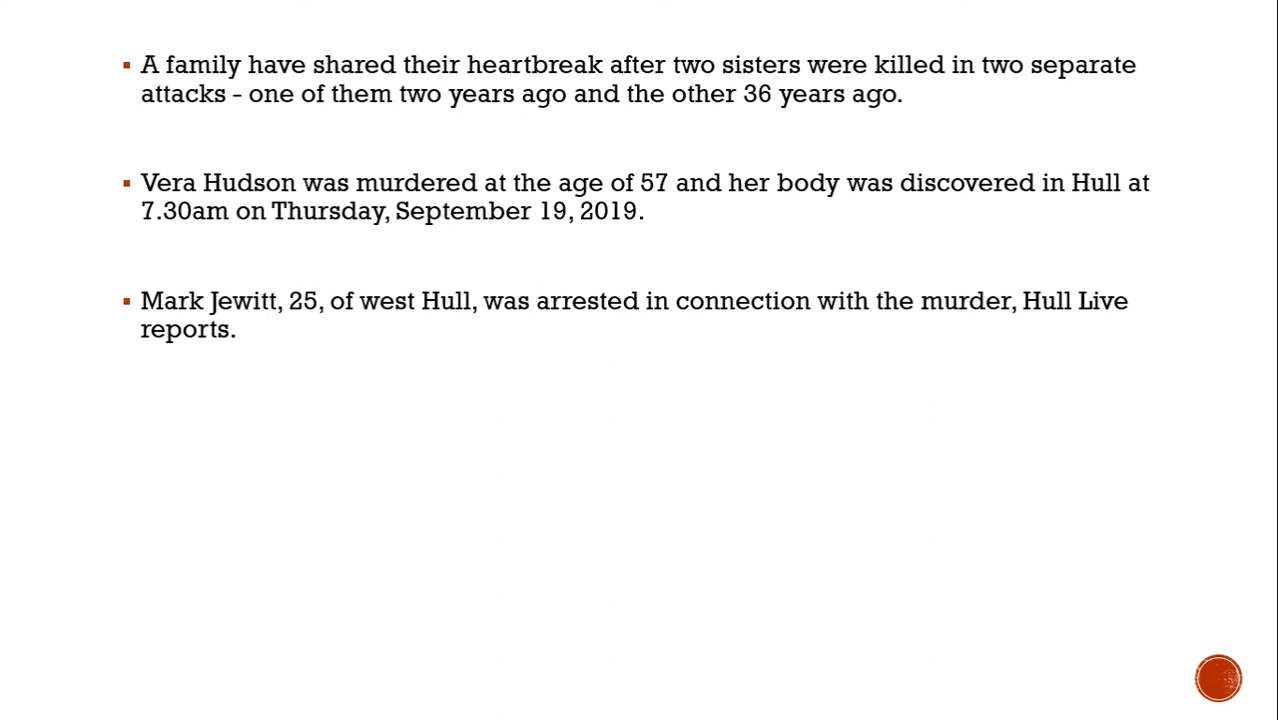 A family have shared their heartbreak after two sisters were killed in two separate
attacks - one of them two years ago and the other 36 years ago.
Vera Hudson was murdered at the age of 57 and her body was discovered in Hull at
7.30am on Thursday, September 19, 2019.
Mark Jewitt, 25, of west Hull, was arrested in connection with the murder, Hull Live
reports.